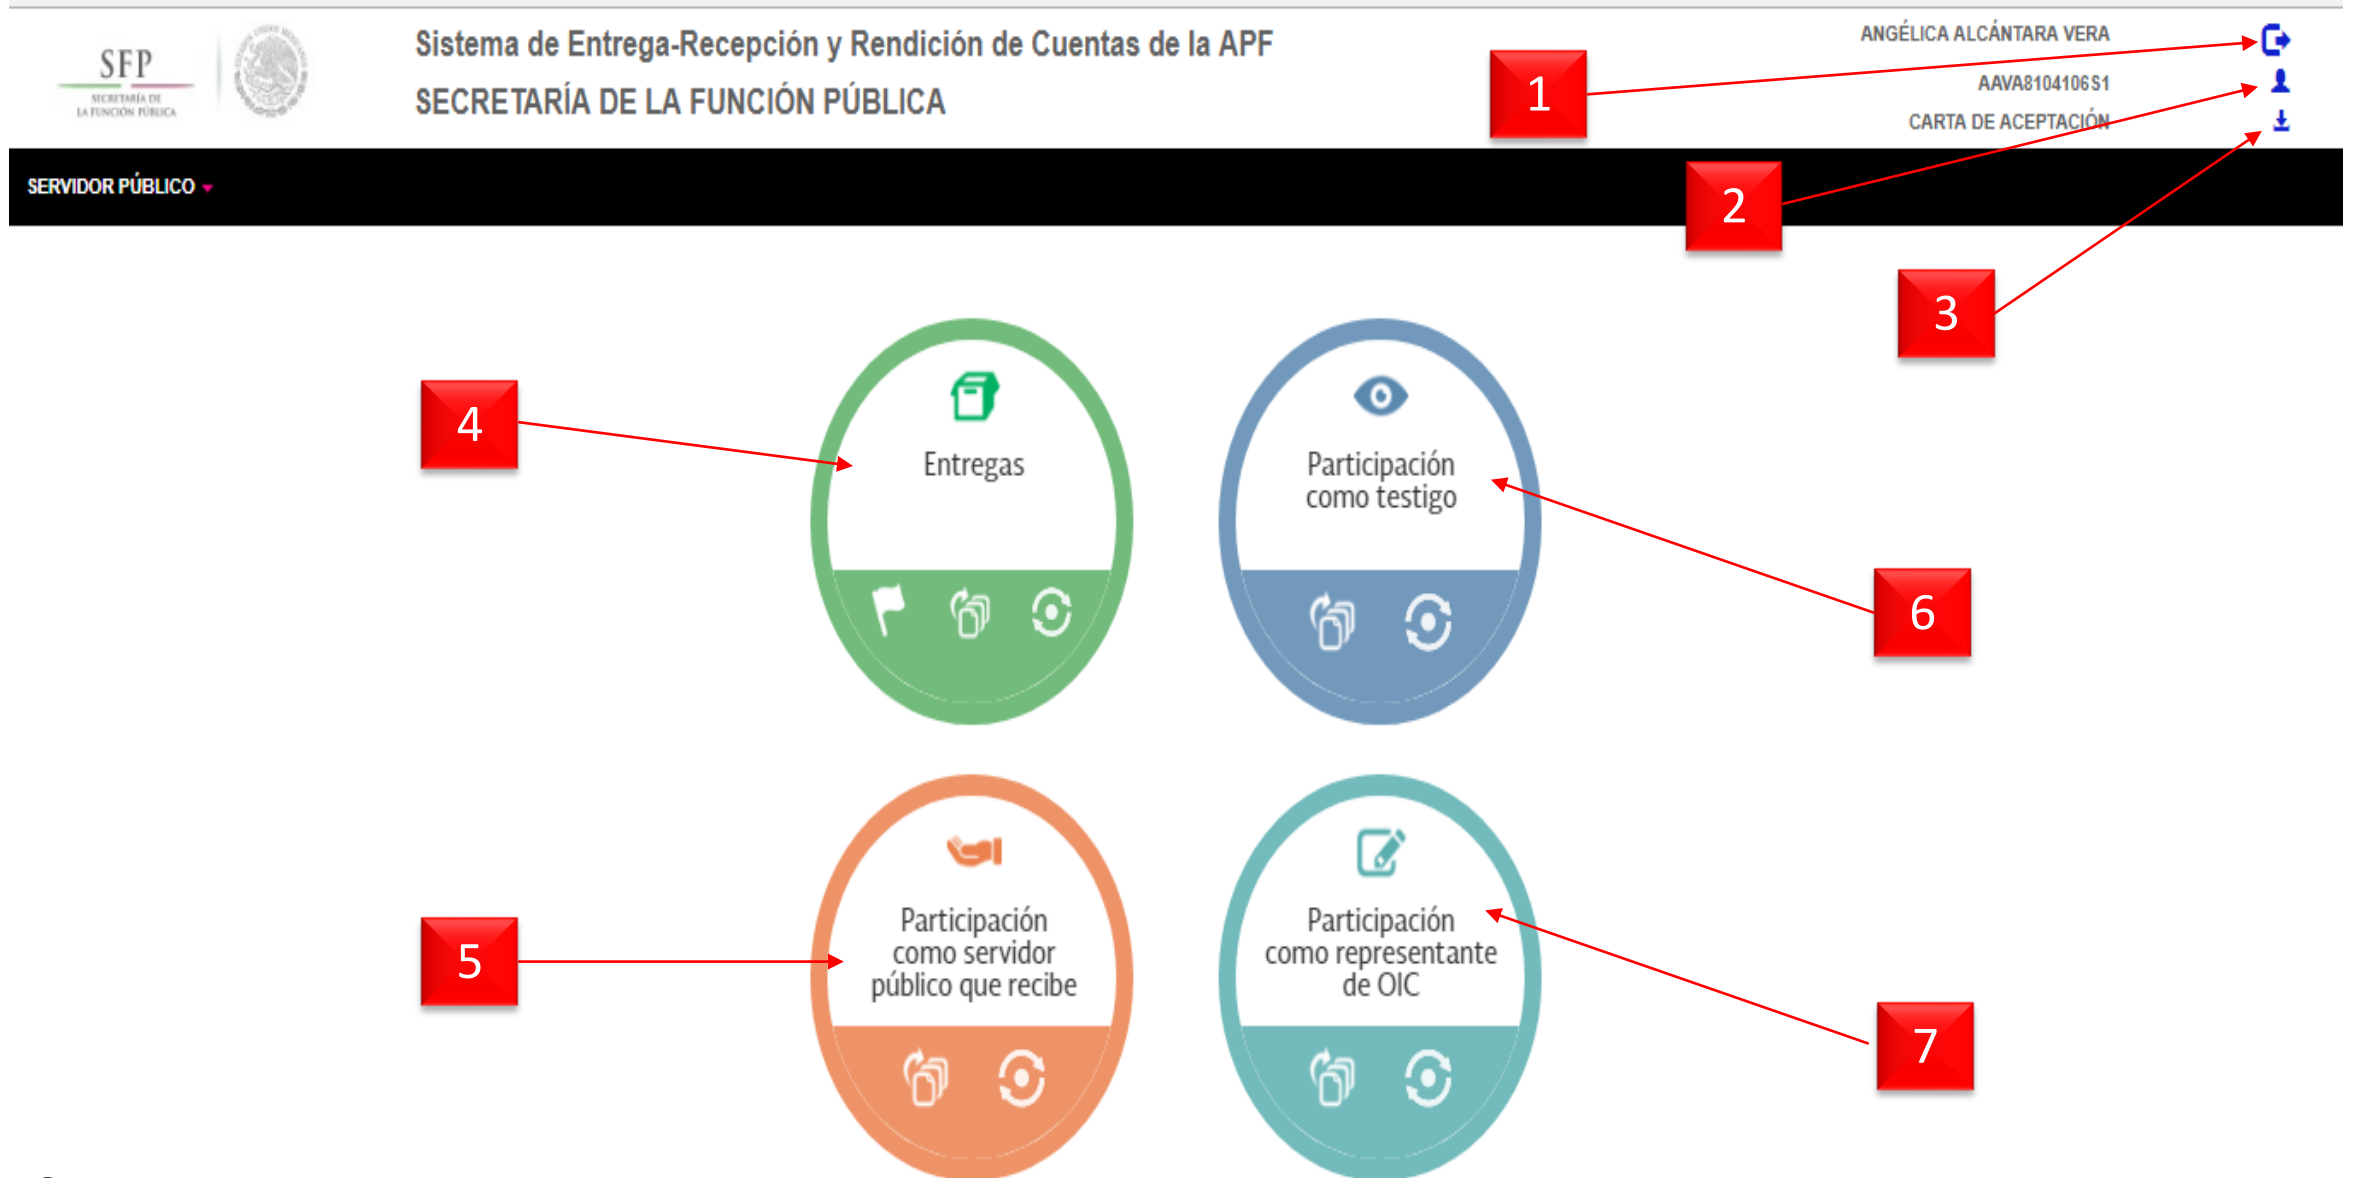 SFP
SECRETARÍA DE
LA FUNCIÓN PÚBLICA
Sistema de Entrega-Recepción y Rendición de Cuentas de la APF
SECRETARÍA DE LA FUNCIÓN PÚBLICA
ANGÉLICA ALCÁNTARA VERA
AAVA8104106S1
CARTA DE ACEPTACIÓN
1
SERVIDOR PÚBLICO
2
3
4
Entregas
Participación
como testigo
6
5
Participación
como servidor
público que recibe
Participación
como representante
de OIC
7